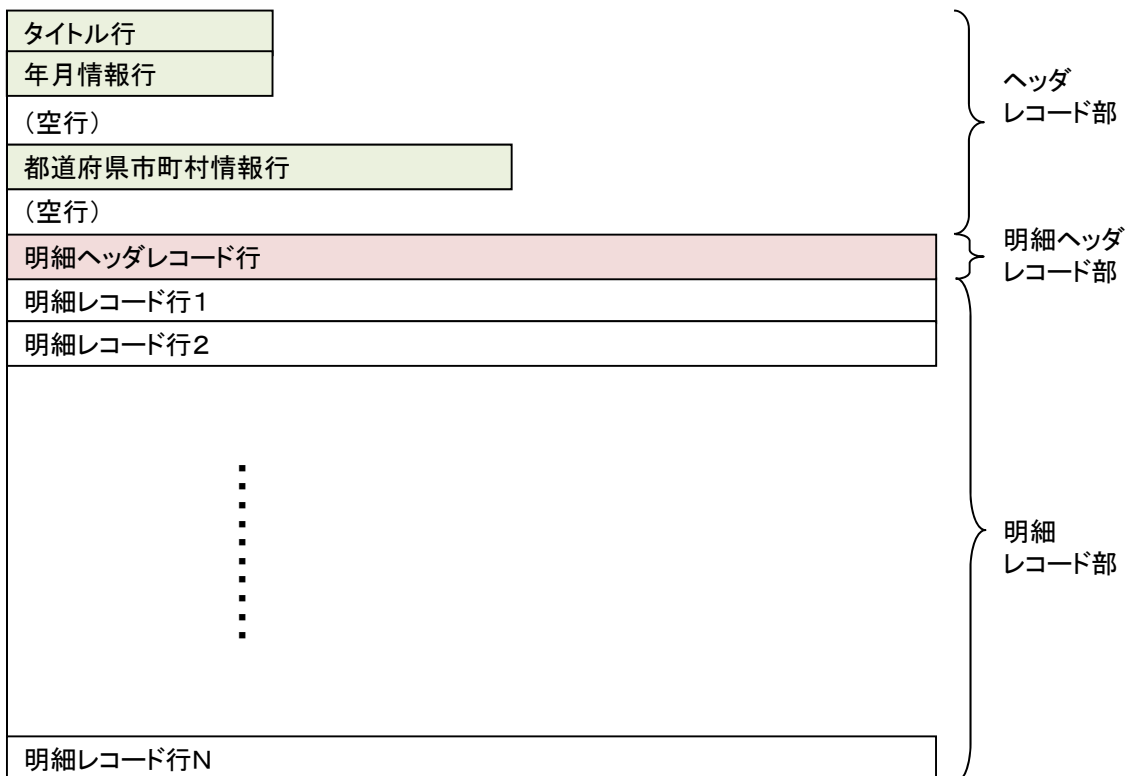 タイトル行
年月情報行
(空行)
都道府県市町村情報行
(空行)
明細ヘッダレコード行
明細レコード行1
明細レコード行2
明細レコード行N
ヘッダ
レコード部
明細ヘッダ
レコード部
明細
レコード部